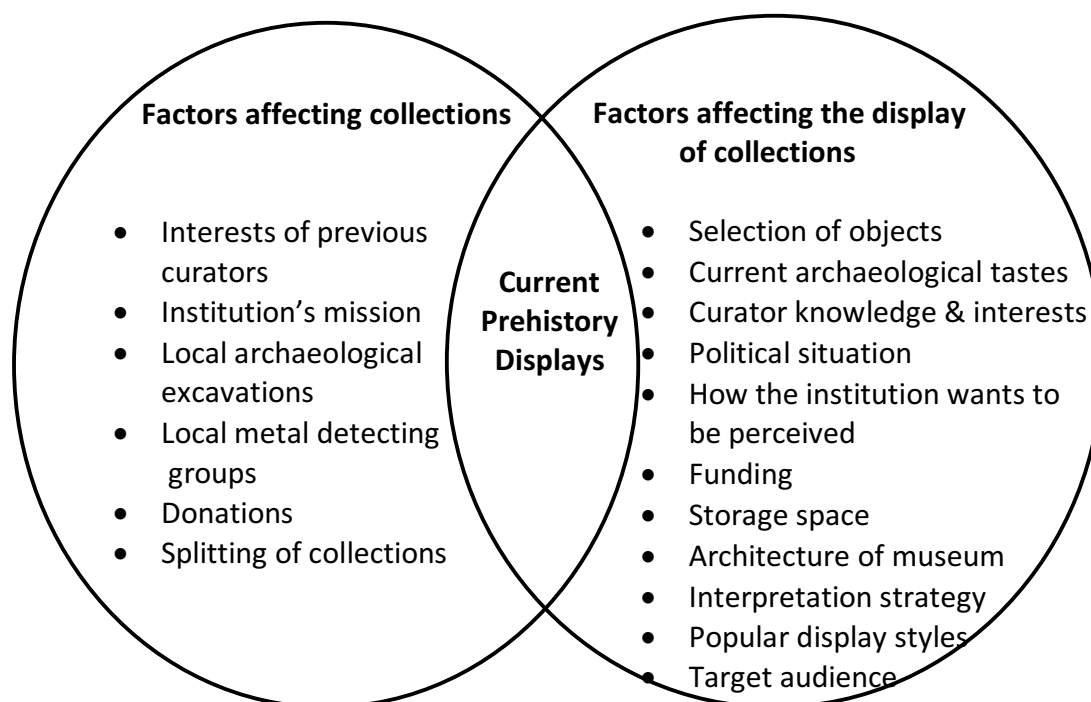 Factors affecting collections
• Interests of previous
curators
• Institution’s mission
• Local archaeological
excavations
• Local metal detecting
groups
• Donations
• Splitting of collections
Current
Prehistory
Displays
Factors affecting the display
of collections
• Selection of objects
• Current archaeological tastes
• Curator knowledge & interests
• Political situation
• How the institution wants to
be perceived
• Funding
• Storage space
• Architecture of museum
• Interpretation strategy
• Popular display styles
• Target audience